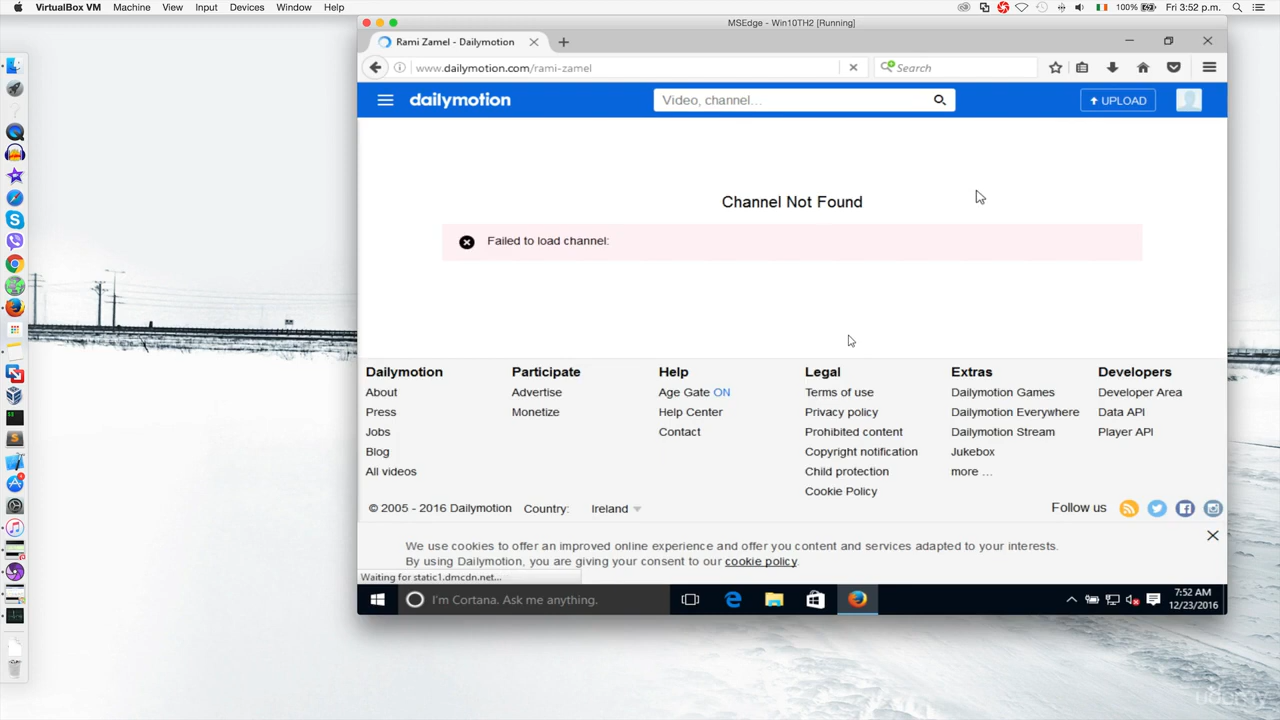 VirtualBox VM Machine View Input Devices Window Help
100% Fri 3:52 p.m.
MSEdge - Win10TH2 [Running]
Rami Zamel - Dailymotion
www.dailymotion.com/rami-zamel
Search
dailymotion
Video, channel...
UPLOAD
Channel Not Found
Failed to load channel:
Dailymotion Participate Help Legal Extras Developers
About Advertise Age Gate ON Terms of use Dailymotion Games Developer Area
Press Monetize Help Center Privacy policy Dailymotion Everywhere Data API
Jobs Contact Prohibited content Dailymotion Stream Player API
Blog Copyright notification Jukebox
All videos Child protection more ...
Cookie Policy
© 2005 - 2016 Dailymotion Country: Ireland Follow us
We use cookies to offer an improved online experience and offer you content and services adapted to your interests.
By using Dailymotion, you are giving your consent to our cookie policy.
Waiting for static1.dmcdn.net...
I'm Cortana. Ask me anything.
7:52 AM
12/23/2016
udemy